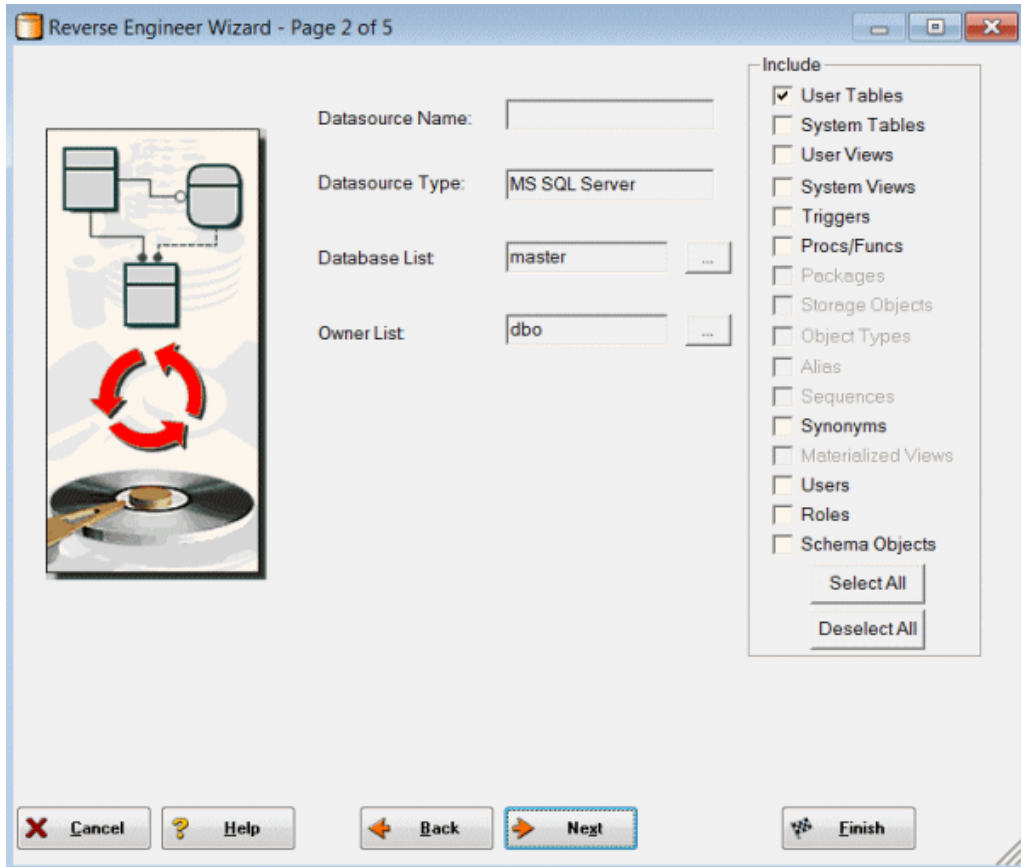 Reverse Engineer Wizard - Page 2 of 5
Datasource Name:
Datasource Type: MS SQL Server
Database List: master ...
Owner List: dbo ...
Include
User Tables
System Tables
User Views
System Views
Triggers
Procs/Funcs
Packages
Storage Objects
Object Types
Alias
Sequences
Synonyms
Materialized Views
Users
Roles
Schema Objects
Select All
Deselect All
Cancel Help Back Next Finish